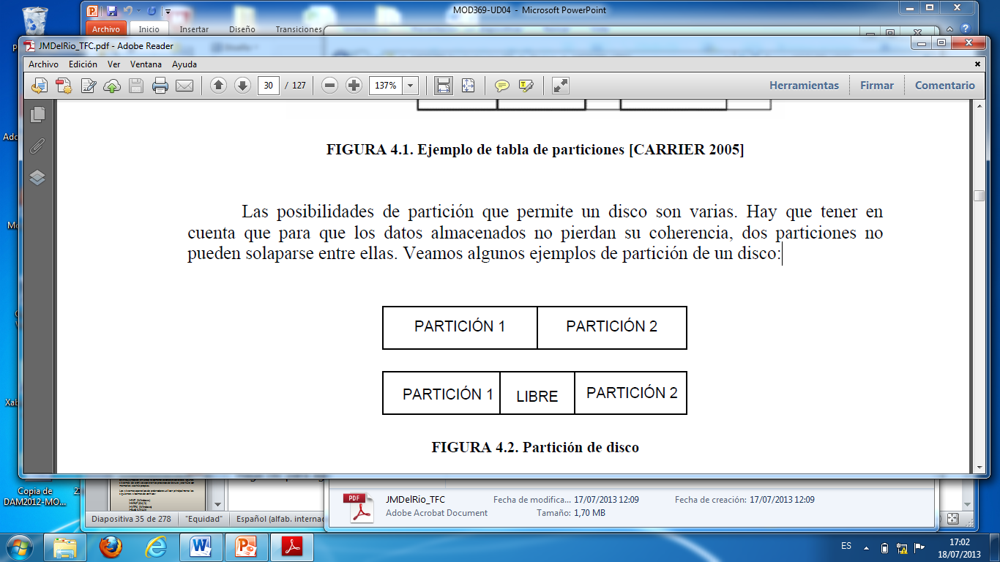 MOD369-UD04 - Microsoft PowerPoint
Archivo Inicio Insertar Diseño Transiciones
JMDelRio_TFC.pdf - Adobe Reader
Archivo Edición Ver Ventana Ayuda
30 / 127 137% Herramientas Firmar Comentario
FIGURA 4.1. Ejemplo de tabla de particiones [CARRIER 2005]
Las posibilidades de partición que permite un disco son varias. Hay que tener en
cuenta que para que los datos almacenados no pierdan su coherencia, dos particiones no
pueden solaparse entre ellas. Veamos algunos ejemplos de partición de un disco:
PARTICIÓN 1 PARTICIÓN 2
PARTICIÓN 1 LIBRE PARTICIÓN 2
FIGURA 4.2. Partición de disco
Copia de
DAM2012-MO...
PDF
JMDelRio_TFC Fecha de modifica... 17/07/2013 12:09 Fecha de creación: 17/07/2013 12:09
Adobe Acrobat Document Tamaño: 1,70 MB
Diapositiva 35 de 278 "Equidad" Español (alfab. internac
ES 17:02
18/07/2013